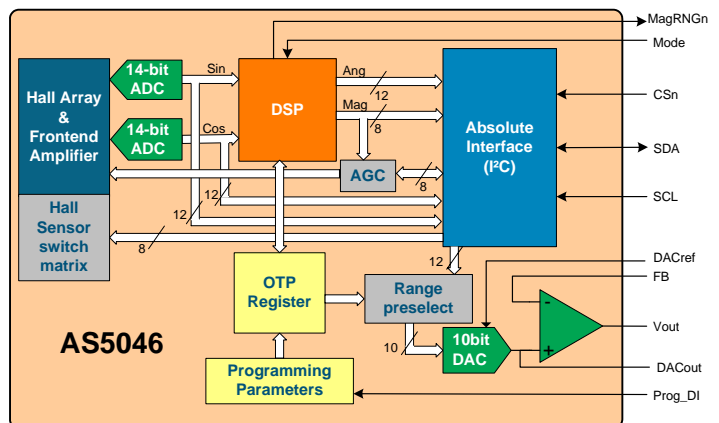 MagRNGn
Mode
14-bit
ADC
Sin
Ang
12
Hall Array
&
Frontend
Amplifier
DSP
Mag
8
CSn
14-bit
ADC
Cos
Absolute
Interface
(I²C)
SDA
AGC
8
SCL
12
12
Hall
Sensor
switch
matrix
8
12
OTP
Register
Range
preselect
DACref
FB
-
Vout
AS5046
10
10bit
DAC
+
DACout
Programming
Parameters
Prog_DI